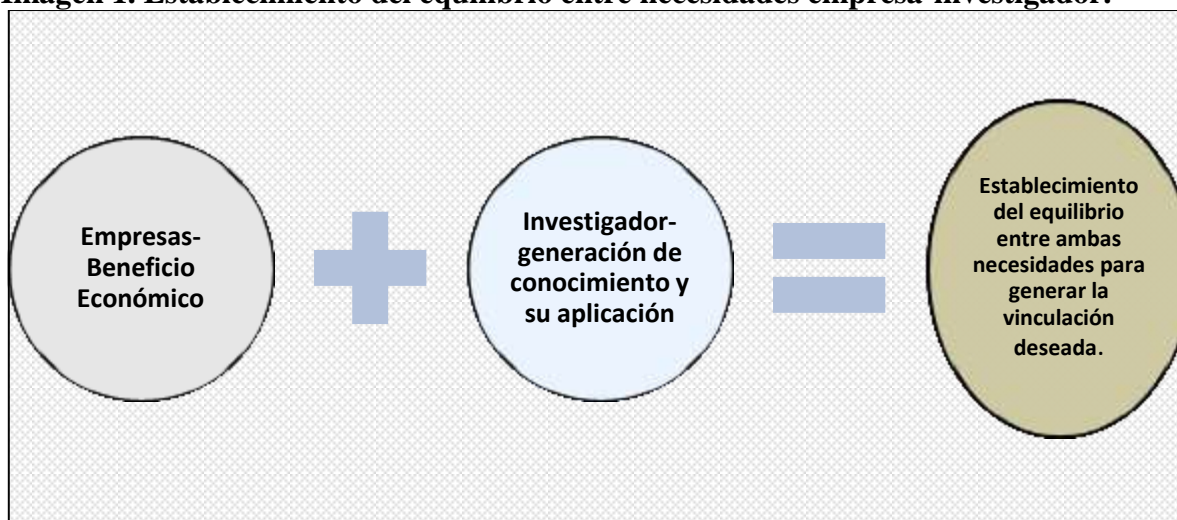 Imagen 1. Establecimiento del equilibrio entre necesidades empresa-investigador.
Empresas-
Beneficio
Económico
Investigador-
generación de
conocimiento y
su aplicación
Establecimiento
del equilibrio
entre ambas
necesidades para
generar la
vinculación
deseada.